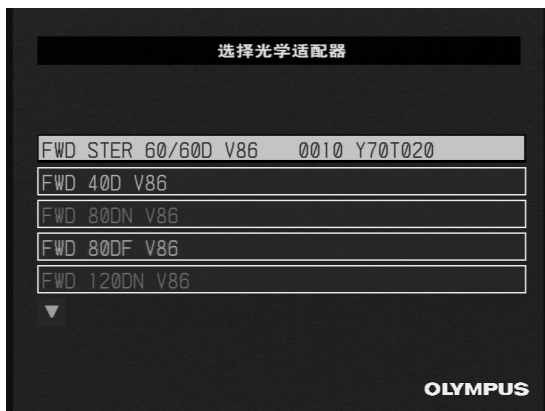 选择光学适配器
FWD STER 60/60D V86 0010 Y70T020
FWD 40D V86
FWD 80DN V86
FWD 80DF V86
FWD 120DN V86
OLYMPUS